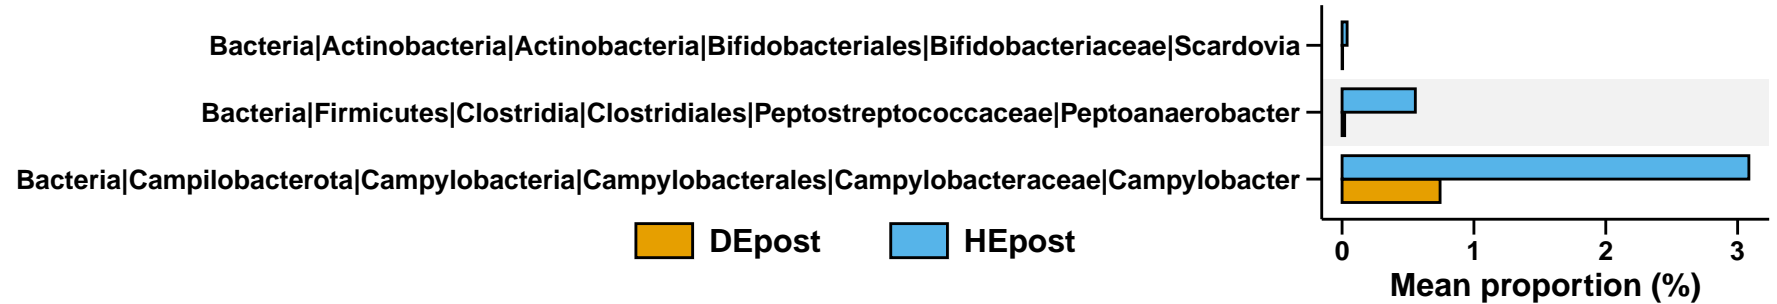 Bacteria|Actinobacteria|Actinobacteria|Bifidobacteriales|Bifidobacteriaceae|Scardovia
Bacteria|Firmicutes|Clostridia|Clostridiales|Peptostreptococcaceae|Peptoanaerobacter
Bacteria|Campilobacterota|Campylobacteria|Campylobacterales|Campylobacteraceae|Campylobacter
DEpost HEpost
0 1 2 3
Mean proportion (%)